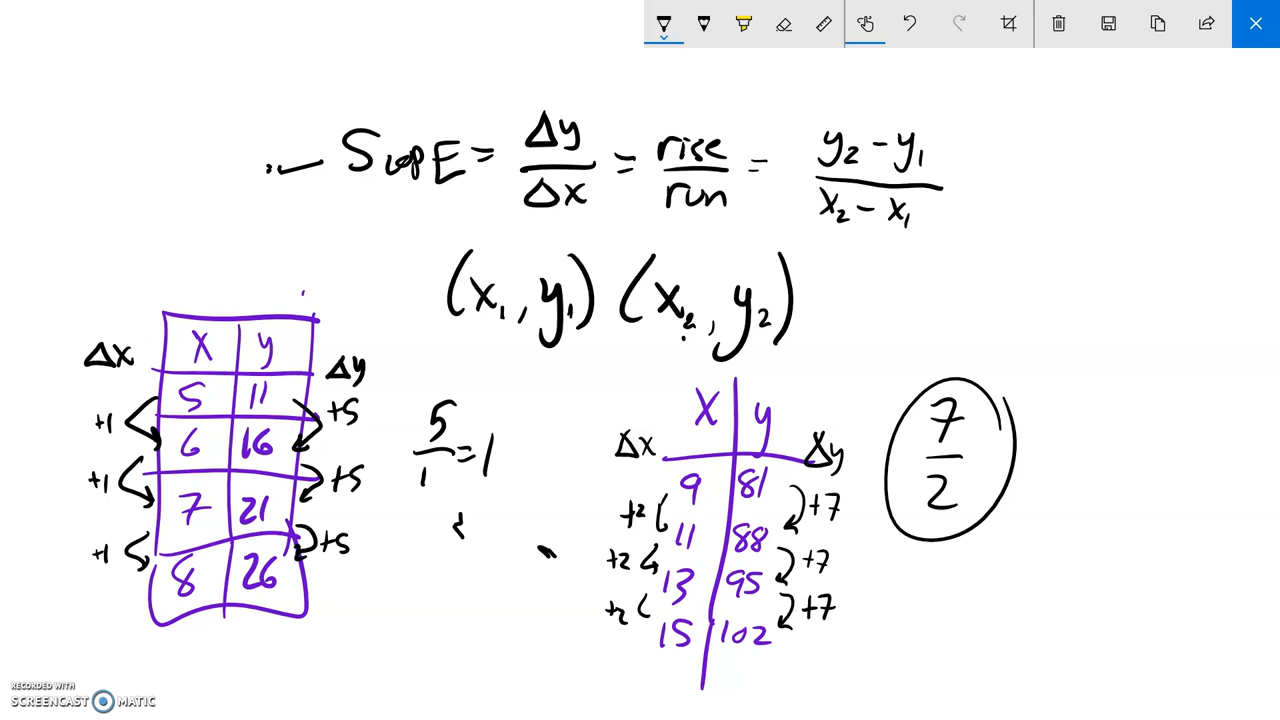 SlopE = Δy/Δx = rise/run = y₂ - y₁ / x₂ - x₁
(x₁, y₁) (x₂, y₂)
Δx x y Δy
5 11
+1 +5
6 16
+1 +5
7 21
+1 +5
8 26
5/1 = 1
Δx x y Δy
9 81
+2 +7
11 88
+2 +7
13 95
+2 +7
15 102
7/2
RECORDED WITH
SCREENCAST MATIC